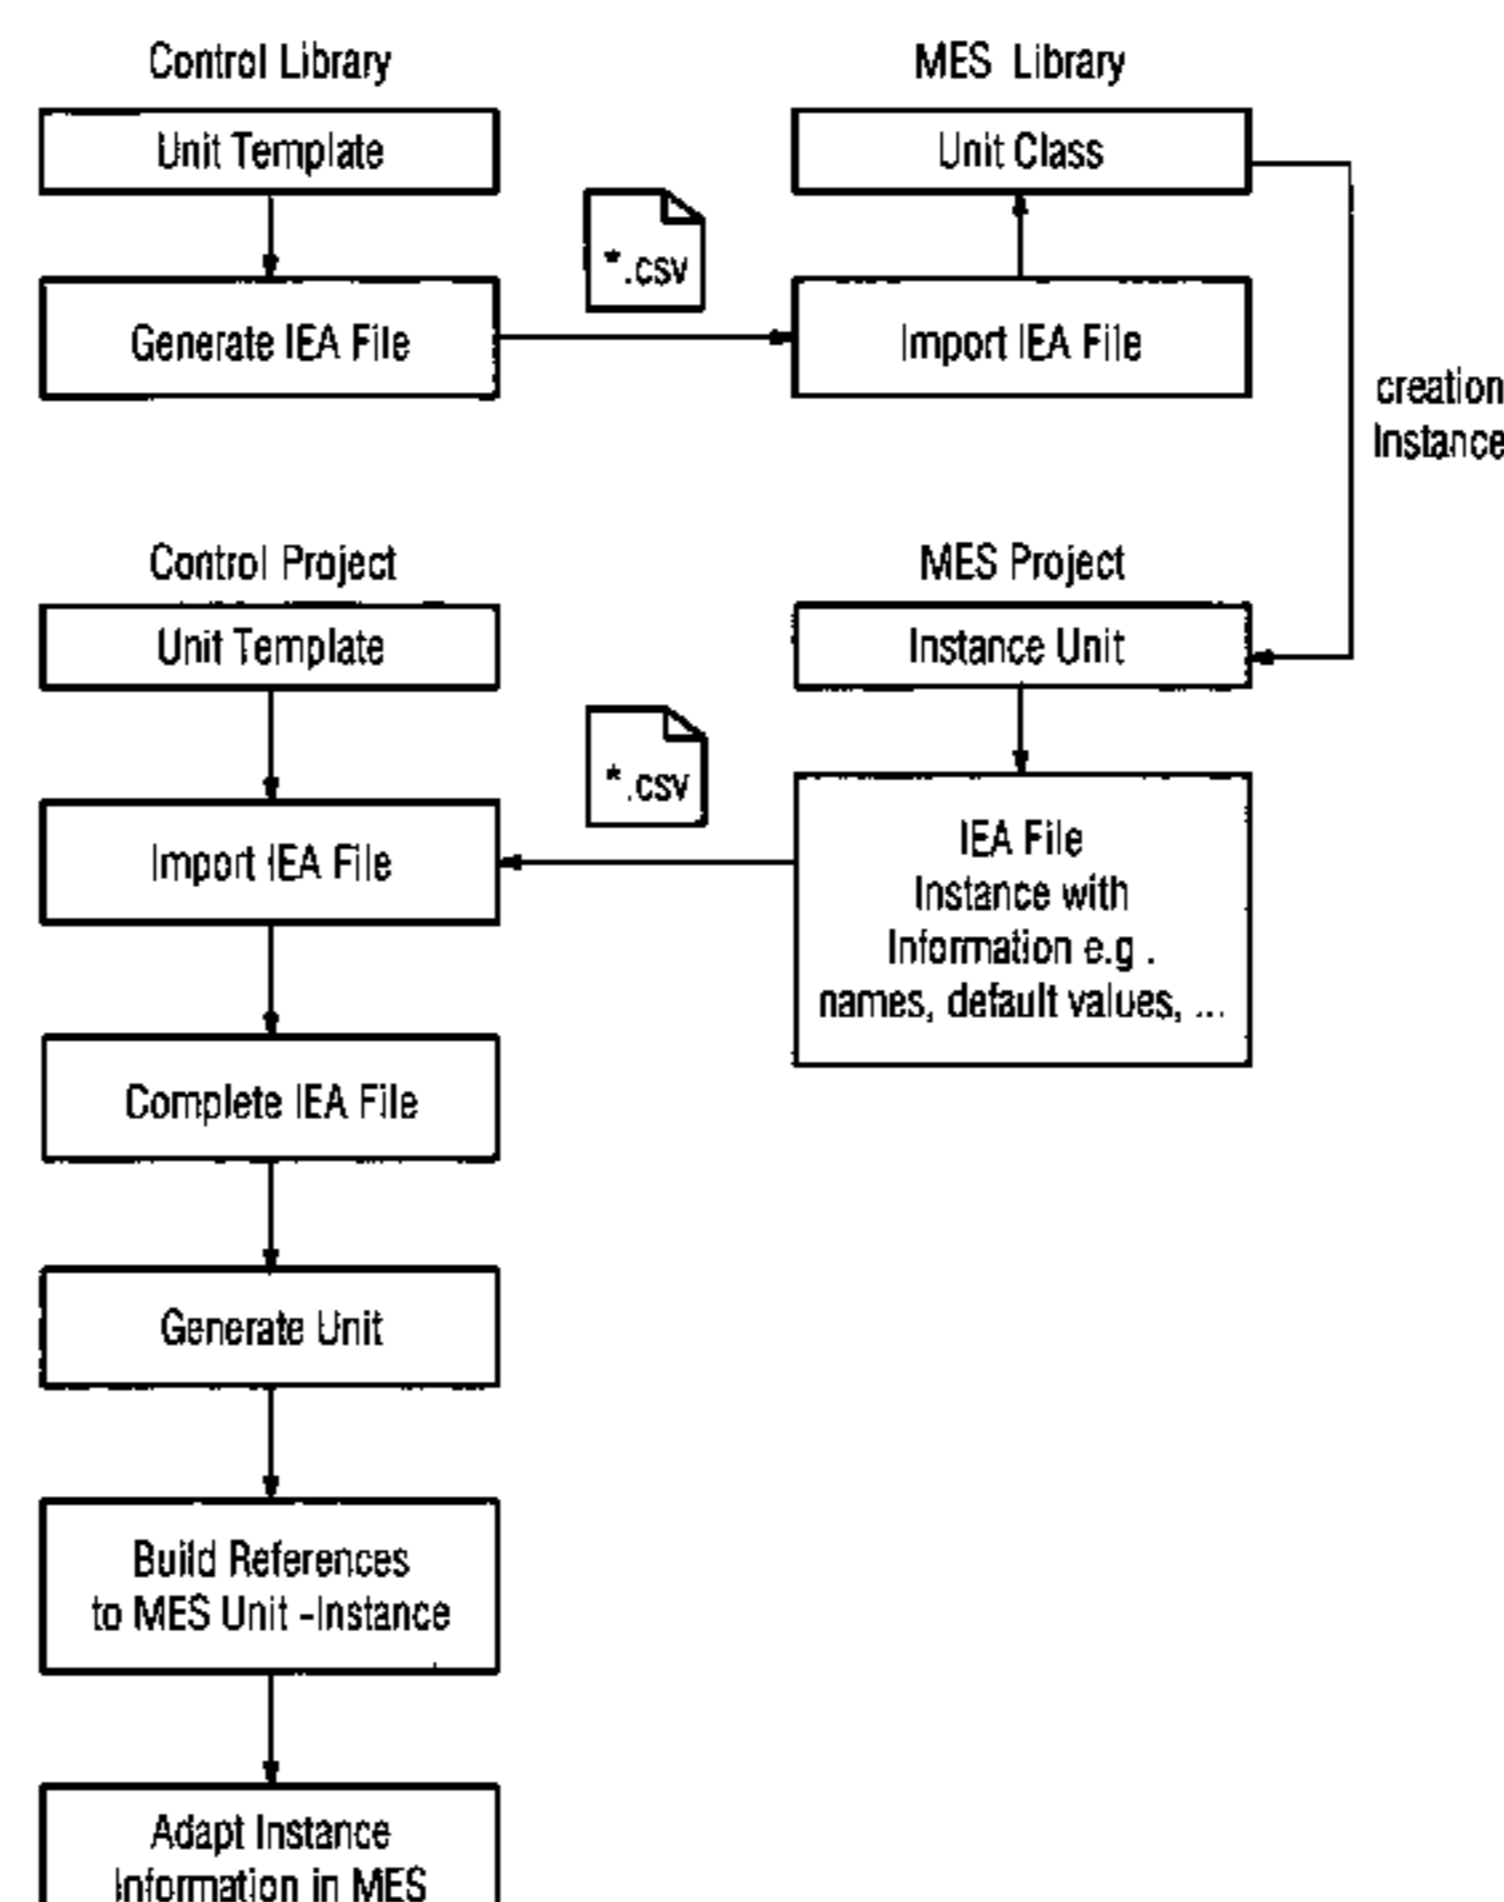 Control Library
MES Library
Unit Template
Unit Class
*.csv
Generate IEA File
Import IEA File
creation
Instance
Control Project
MES Project
Unit Template
Instance Unit
*.csv
Import IEA File
IEA File
Instance with
Information e.g .
names, default values, ...
Complete IEA File
Generate Unit
Build References
to MES Unit -Instance
Adapt Instance
Information in MES